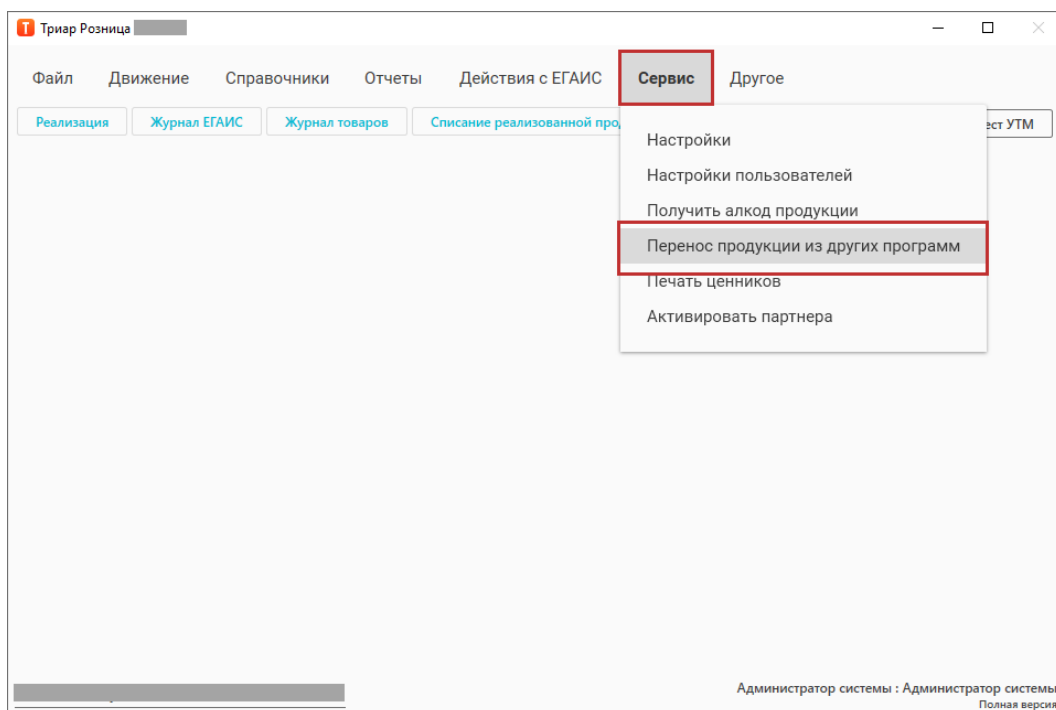 Триар Розница
Файл Движение Справочники Отчеты Действия с ЕГАИС Сервис Другое
Реализация Журнал ЕГАИС Журнал товаров Списание реализованной УТМ
Настройки
Настройки пользователей
Получить алкод продукции
Перенос продукции из других программ
Печать ценников
Активировать партнера
Администратор системы : Администратор системы
Полная версия